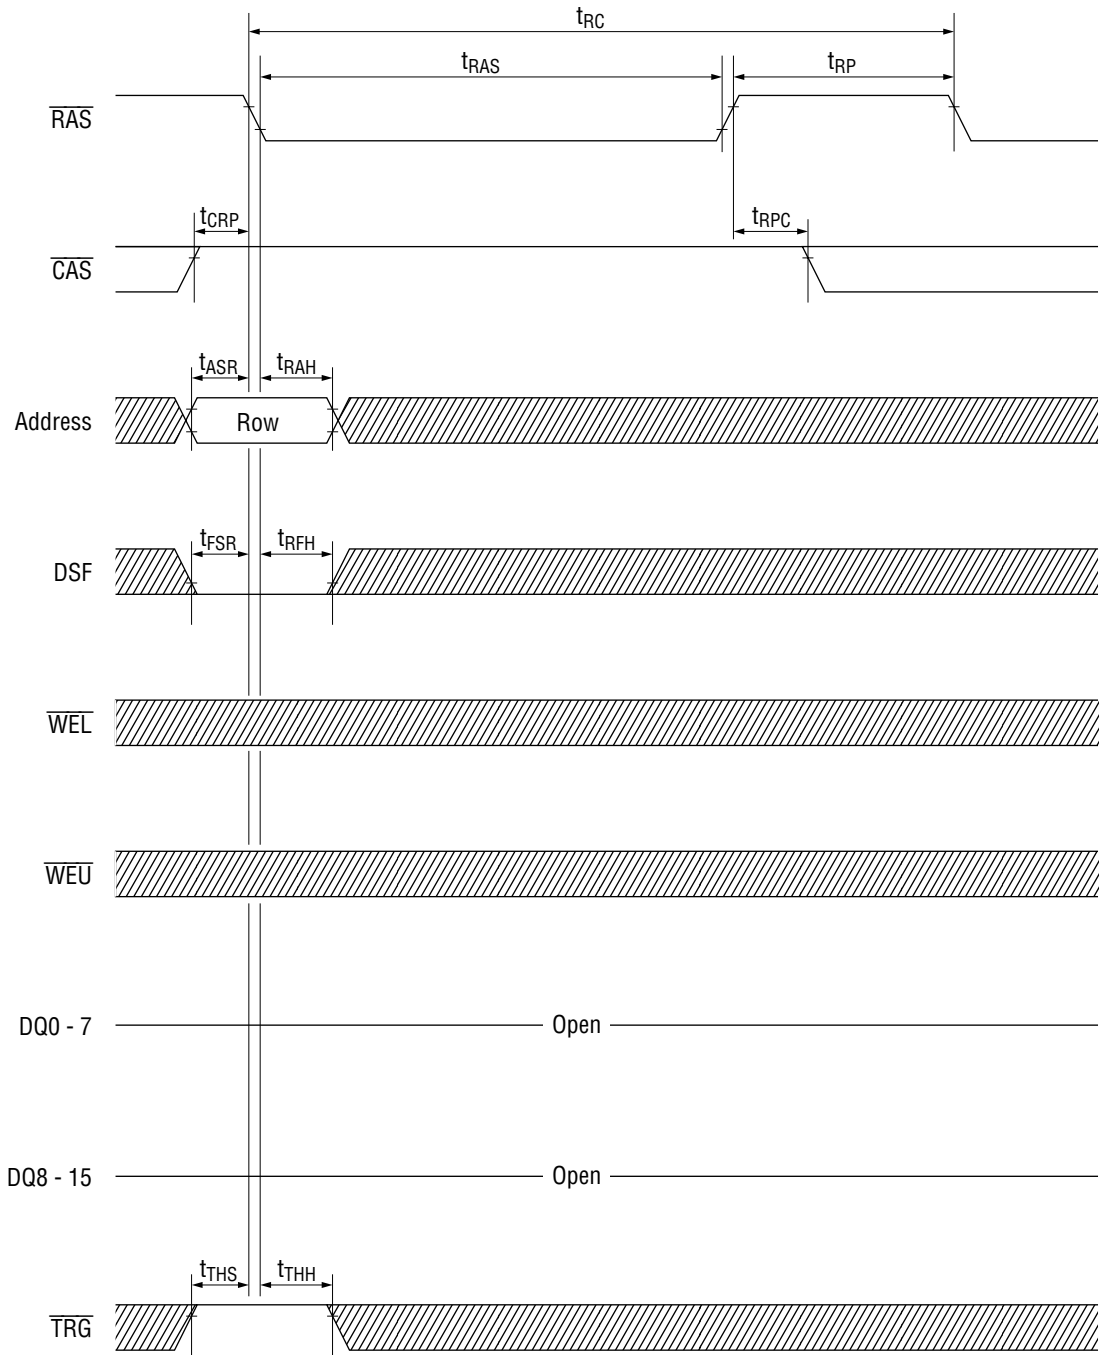 tRC
tRAS
tRP
RAS
tCRP
tRPC
CAS
tASR
tRAH
Address
Row
tFSR
tRFH
DSF
WEL
WEU
DQ0 - 7
Open
DQ8 - 15
Open
tTHS
tTHH
TRG